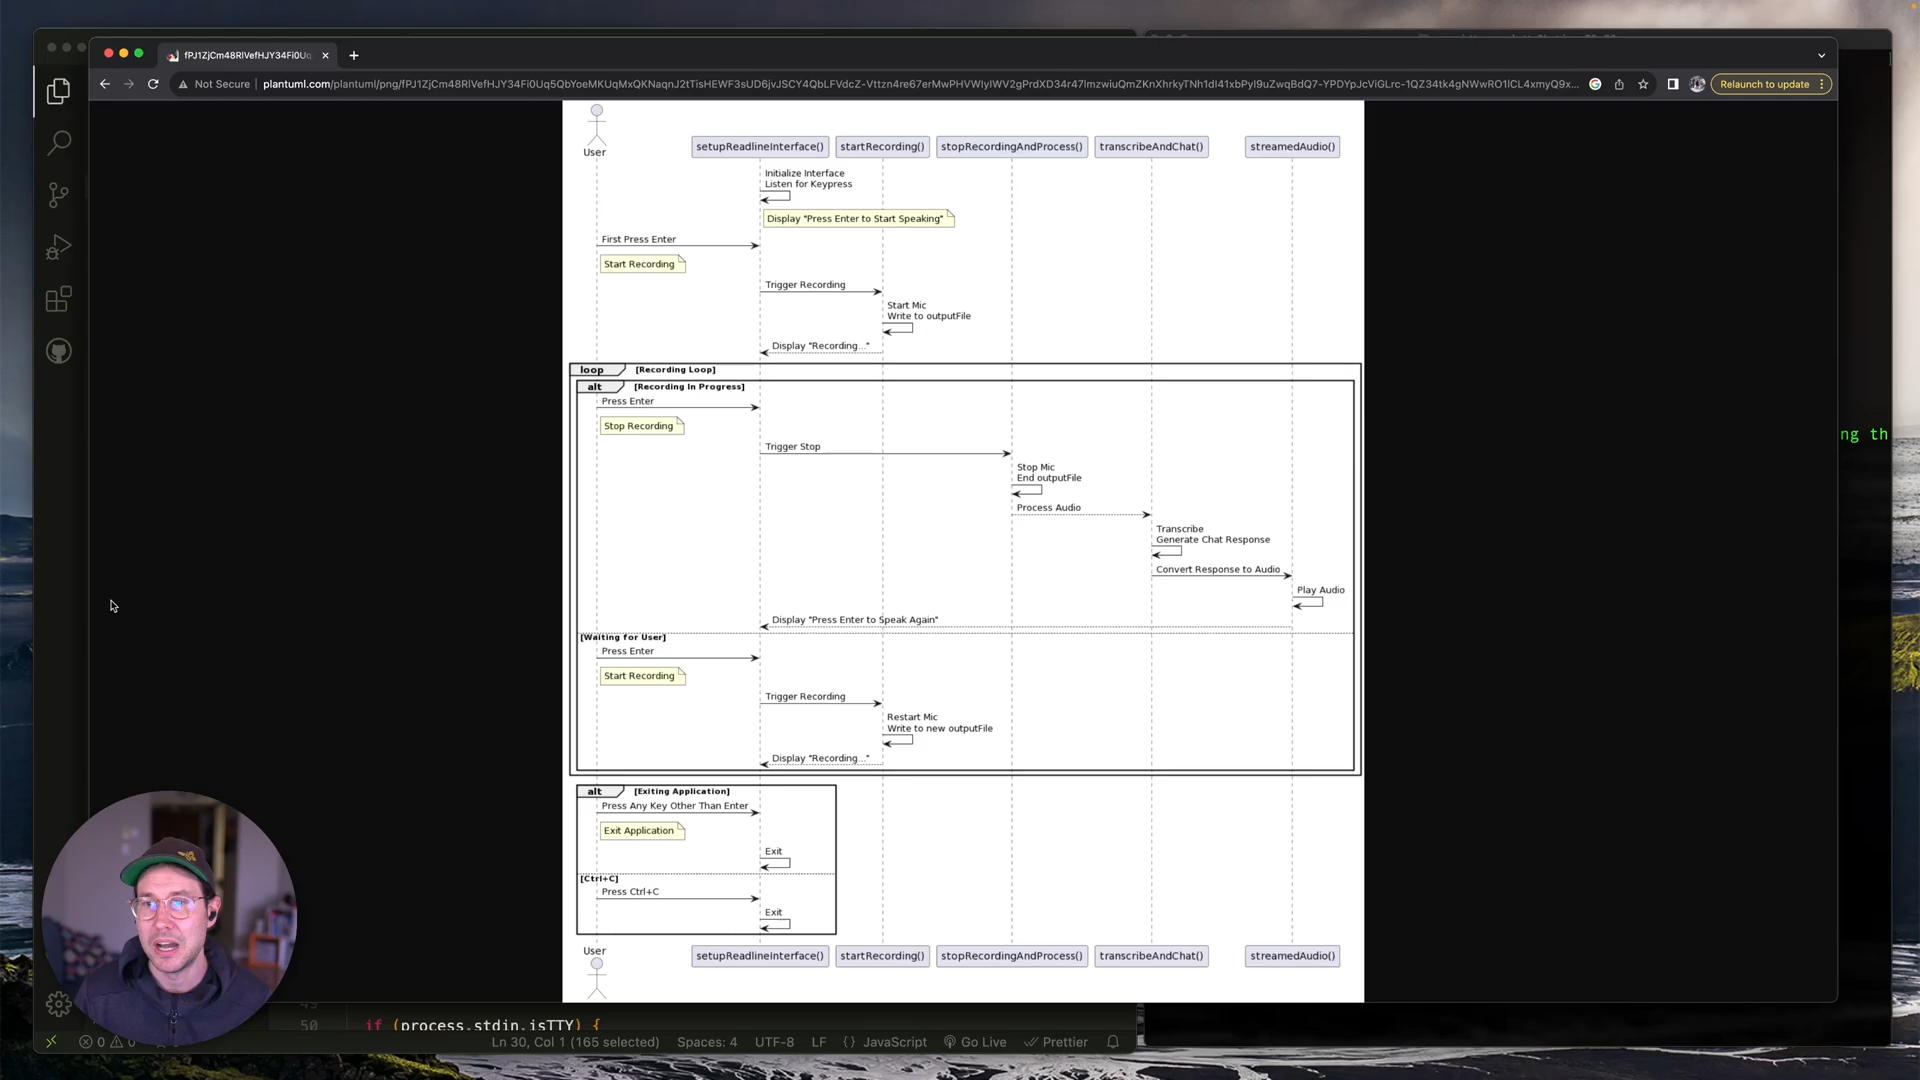 fPJ1ZjCm48RlVefHJY34Fi0Uq
Not Secure
Relaunch to update
User
setupReadlineInterface()
startRecording()
stopRecordingAndProcess()
transcribeAndChat()
streamedAudio()
Initialize Interface
Listen for Keypress
Display "Press Enter to Start Speaking"
First Press Enter
Start Recording
Trigger Recording
Start Mic
Write to outputFile
Display "Recording..."
loop [Recording Loop]
alt [Recording In Progress]
Press Enter
Stop Recording
Trigger Stop
Stop Mic
End outputFile
Process Audio
Transcribe
Generate Chat Response
Convert Response to Audio
Play Audio
Display "Press Enter to Speak Again"
[Waiting for User]
Press Enter
Start Recording
Trigger Recording
Restart Mic
Write to new outputFile
Display "Recording..."
alt [Exiting Application]
Press Any Key Other Than Enter
Exit Application
Exit
[Ctrl+C]
Press Ctrl+C
Exit
User
setupReadlineInterface()
startRecording()
stopRecordingAndProcess()
transcribeAndChat()
streamedAudio()
ng th
50 if (process.stdin.isTTY) {
0
Ln 30, Col 1 (165 selected)
Spaces: 4
UTF-8
LF
{} JavaScript
Go Live
Prettier